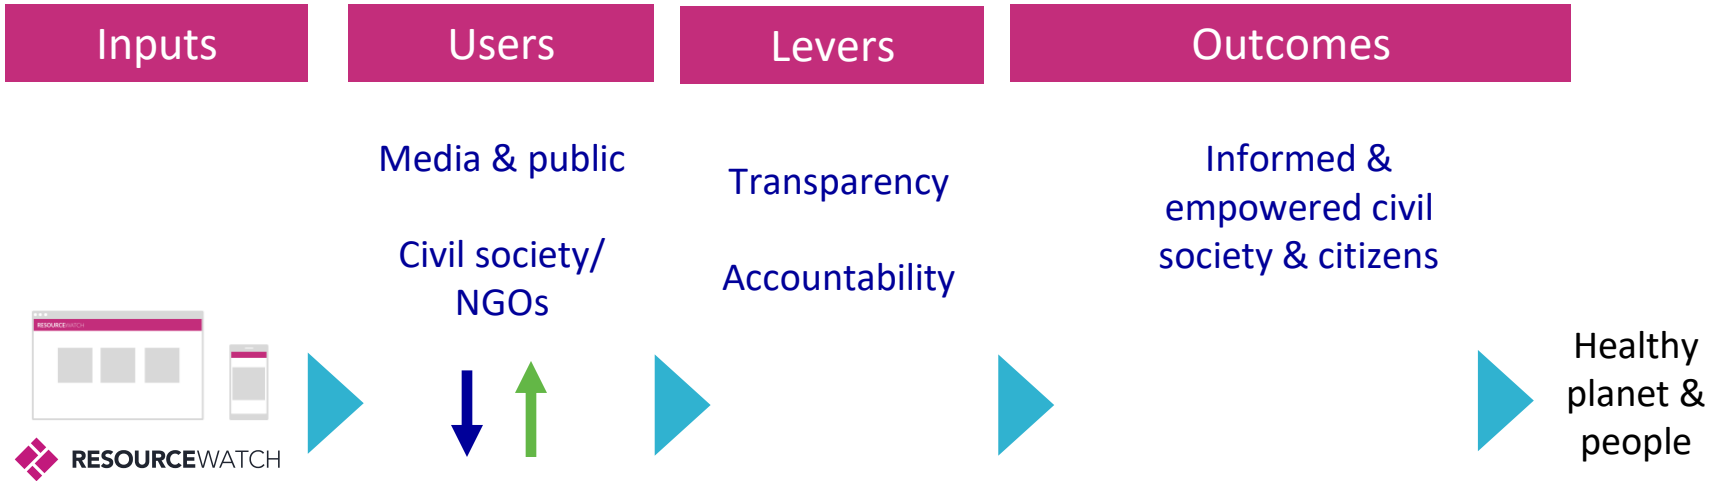 Inputs
Users
Levers
Outcomes
Media & public
Civil society/
NGOs
Transparency
Accountability
Informed &
empowered civil
society & citizens
RESOURCEWATCH
RESOURCEWATCH
Healthy
planet &
people